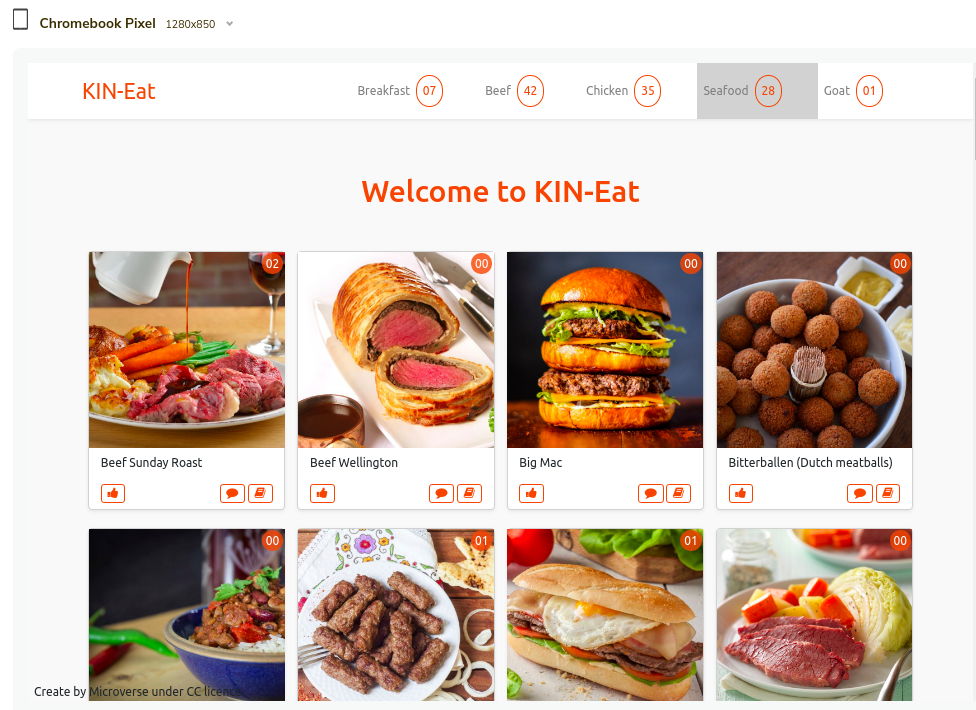 Chromebook Pixel 1280x850
KIN-Eat
Breakfast 07 Beef 42 Chicken 35 Seafood 28 Goat 01
Welcome to KIN-Eat
02 00 00 00
Beef Sunday Roast Beef Wellington Big Mac Bitterballen (Dutch meatballs)
00 01 01 00
Create by Microverse under CC licence